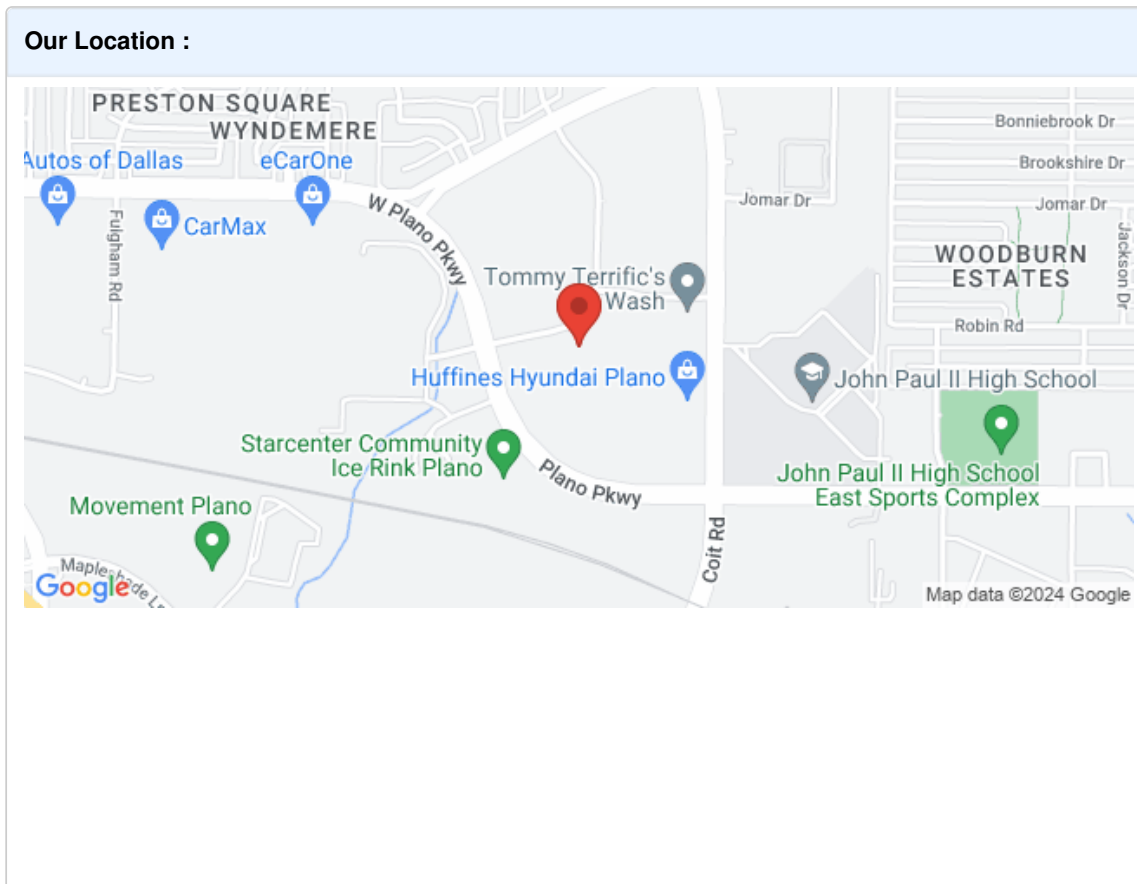 Our Location :
PRESTON SQUARE
WYNDEMERE
Autos of Dallas
eCarOne
CarMax
Fulgham Rd
W Plano Pkwy
Tommy Terrific's
Wash
Huffines Hyundai Plano
Starcenter Community
Ice Rink Plano
Plano Pkwy
Movement Plano
Mapleshade Ln
Google
Coit Rd
Jomar Dr
Bonniebrook Dr
Brookshire Dr
Jomar Dr
Jackson Dr
WOODBURN
ESTATES
Robin Rd
John Paul II High School
John Paul II High School
East Sports Complex
Map data ©2024 Google